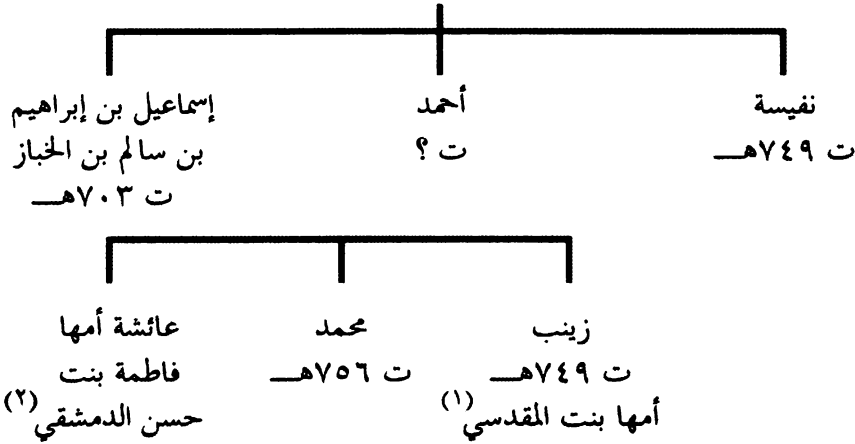 نفيسة
ت ٧٤٩هـ
أحمد
ت ؟
إسماعيل بن إبراهيم
بن سالم بن الخباز
ت ٧٠٣هـ
زينب
ت ٧٤٩هـ
أمها بنت المقدسي(١)
محمد
ت ٧٥٦هـ
عائشة أمها
فاطمة بنت
حسن الدمشقي(٢)